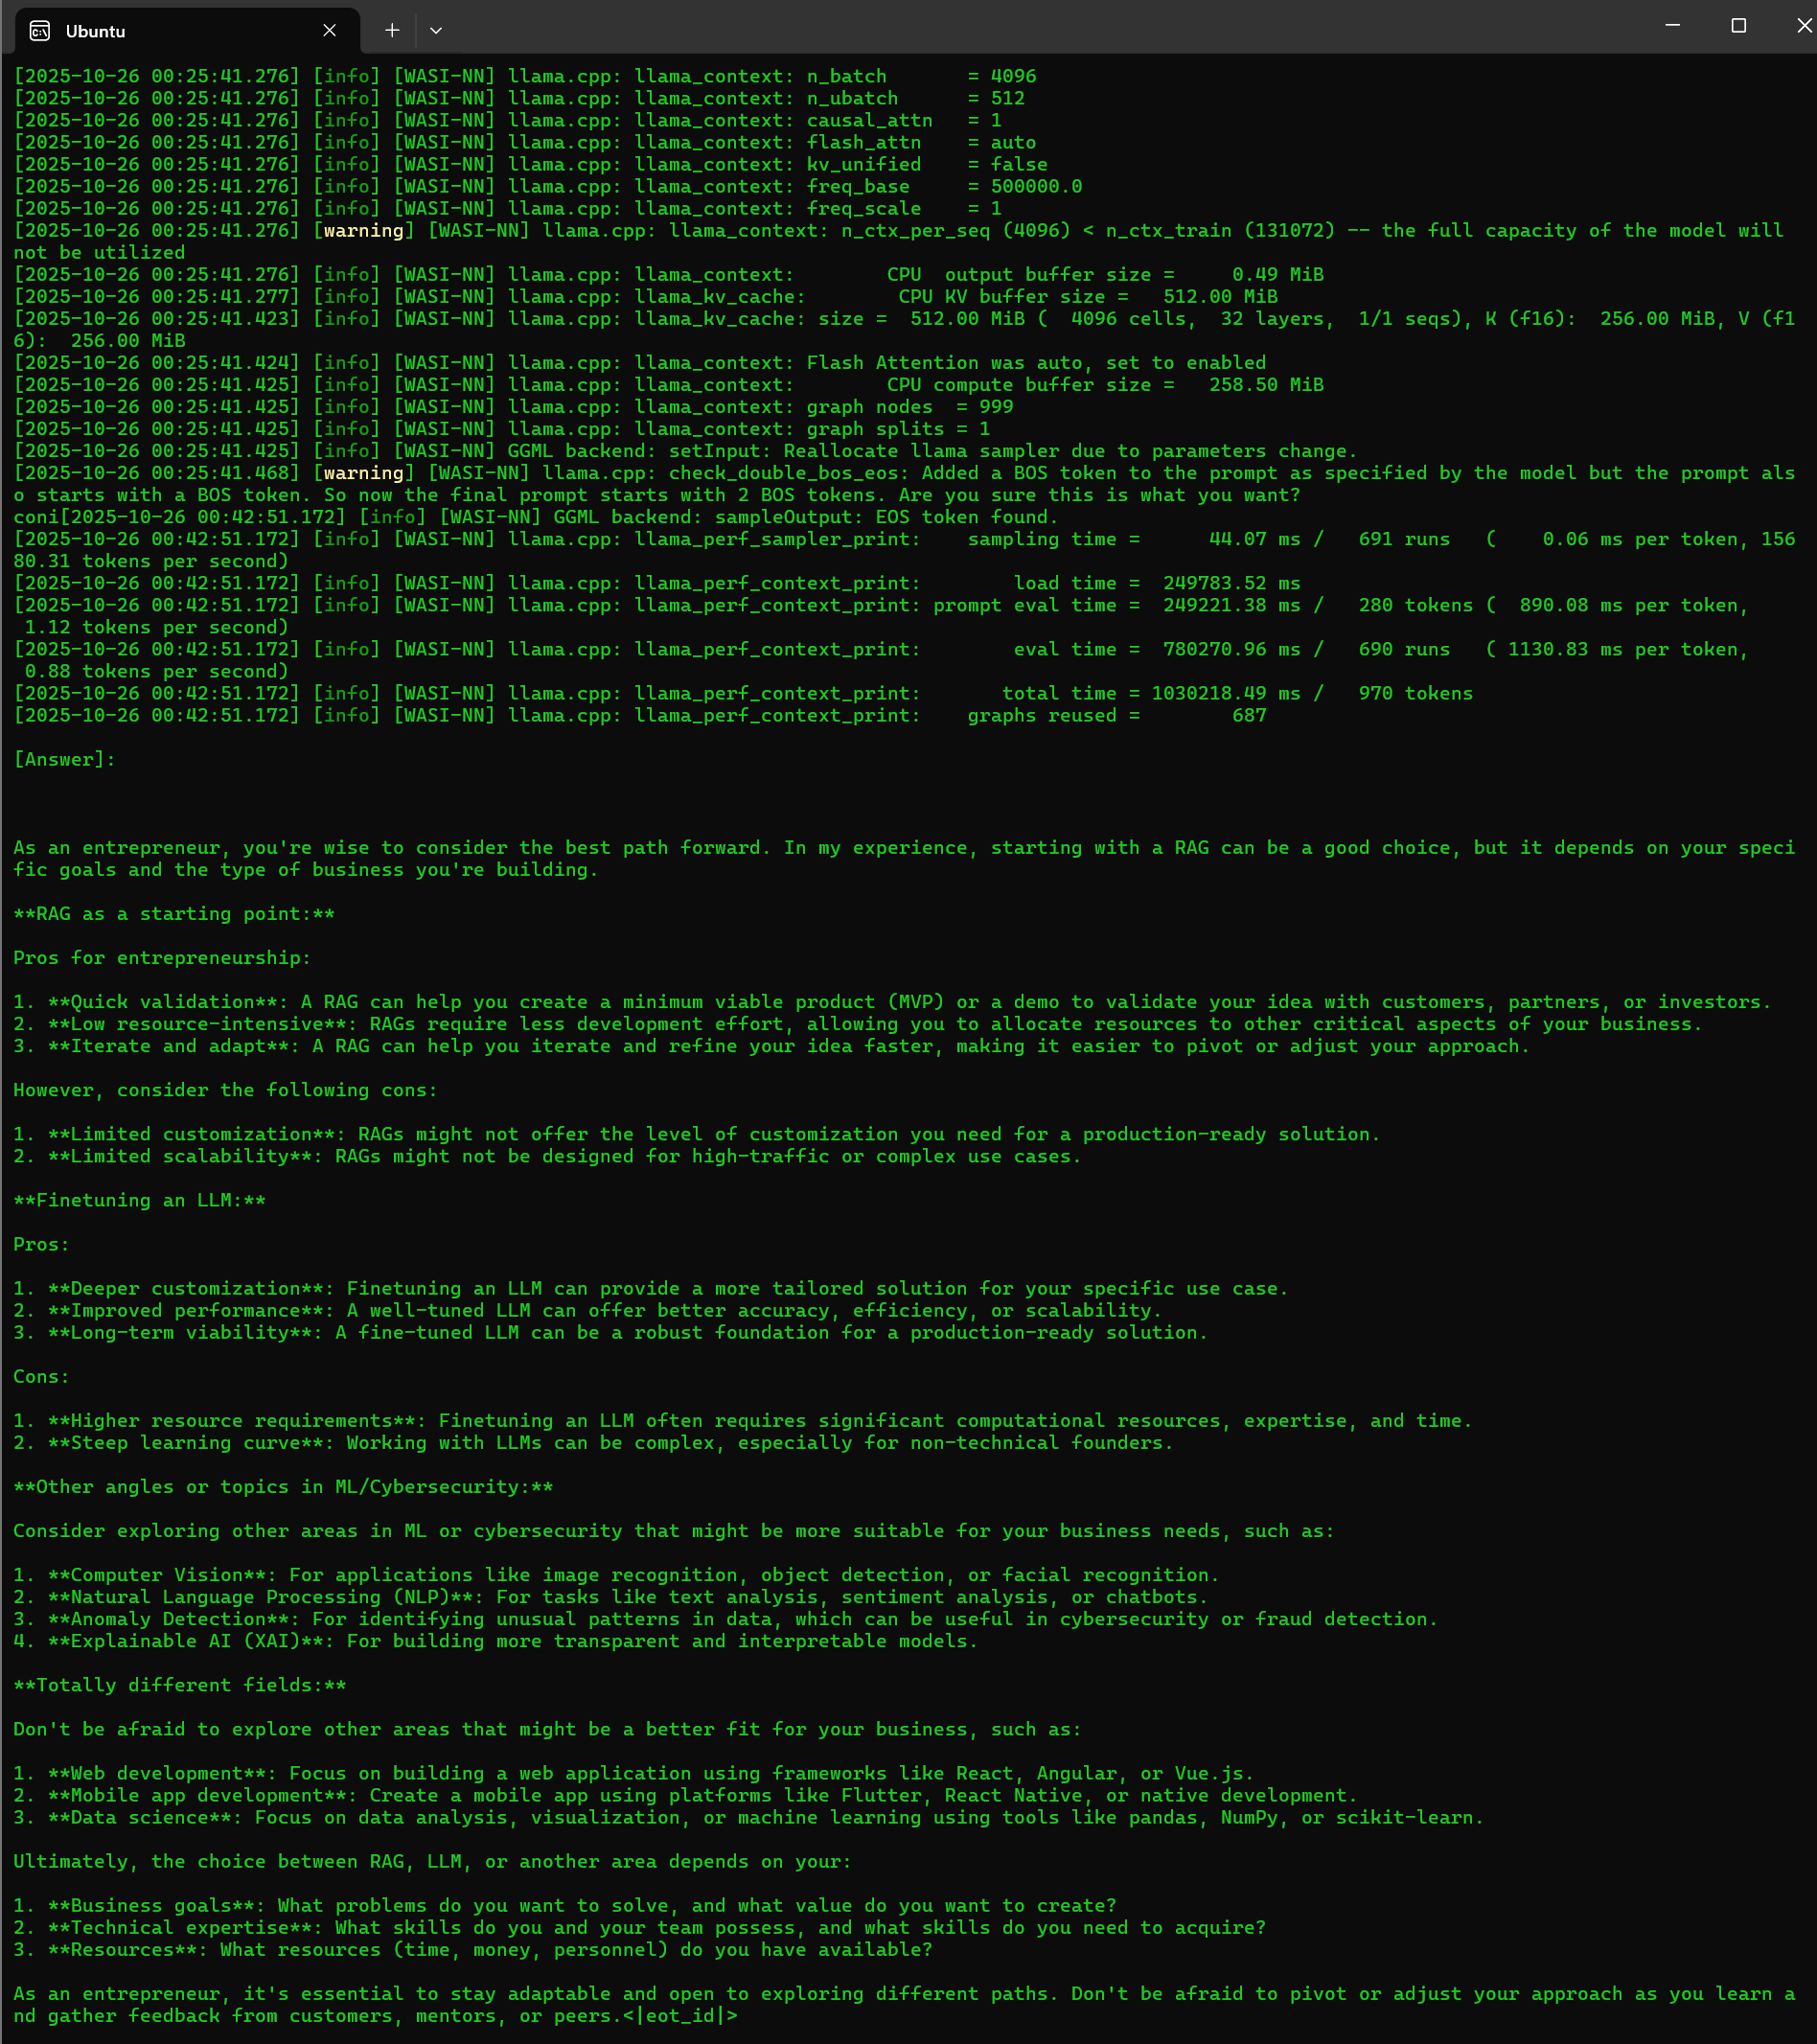 Ubuntu
[2025-10-26 00:25:41.276] [info] [WASI-NN] llama.cpp: llama_context: n_batch       = 4096
[2025-10-26 00:25:41.276] [info] [WASI-NN] llama.cpp: llama_context: n_ubatch      = 512
[2025-10-26 00:25:41.276] [info] [WASI-NN] llama.cpp: llama_context: causal_attn   = 1
[2025-10-26 00:25:41.276] [info] [WASI-NN] llama.cpp: llama_context: flash_attn    = auto
[2025-10-26 00:25:41.276] [info] [WASI-NN] llama.cpp: llama_context: kv_unified    = false
[2025-10-26 00:25:41.276] [info] [WASI-NN] llama.cpp: llama_context: freq_base     = 500000.0
[2025-10-26 00:25:41.276] [info] [WASI-NN] llama.cpp: llama_context: freq_scale    = 1
[2025-10-26 00:25:41.276] [warning] [WASI-NN] llama.cpp: llama_context: n_ctx_per_seq (4096) < n_ctx_train (131072) -- the full capacity of the model will
not be utilized
[2025-10-26 00:25:41.276] [info] [WASI-NN] llama.cpp: llama_context:        CPU  output buffer size =     0.49 MiB
[2025-10-26 00:25:41.277] [info] [WASI-NN] llama.cpp: llama_kv_cache:        CPU KV buffer size =   512.00 MiB
[2025-10-26 00:25:41.423] [info] [WASI-NN] llama.cpp: llama_kv_cache: size =  512.00 MiB (  4096 cells,  32 layers,  1/1 seqs), K (f16):  256.00 MiB, V (f1
6):  256.00 MiB
[2025-10-26 00:25:41.424] [info] [WASI-NN] llama.cpp: llama_context: Flash Attention was auto, set to enabled
[2025-10-26 00:25:41.425] [info] [WASI-NN] llama.cpp: llama_context:        CPU compute buffer size =   258.50 MiB
[2025-10-26 00:25:41.425] [info] [WASI-NN] llama.cpp: llama_context: graph nodes  = 999
[2025-10-26 00:25:41.425] [info] [WASI-NN] llama.cpp: llama_context: graph splits = 1
[2025-10-26 00:25:41.425] [info] [WASI-NN] GGML backend: setInput: Reallocate llama sampler due to parameters change.
[2025-10-26 00:25:41.468] [warning] [WASI-NN] llama.cpp: check_double_bos_eos: Added a BOS token to the prompt as specified by the model but the prompt als
o starts with a BOS token. So now the final prompt starts with 2 BOS tokens. Are you sure this is what you want?
coni[2025-10-26 00:42:51.172] [info] [WASI-NN] GGML backend: sampleOutput: EOS token found.
[2025-10-26 00:42:51.172] [info] [WASI-NN] llama.cpp: llama_perf_sampler_print:    sampling time =      44.07 ms /   691 runs   (    0.06 ms per token, 156
80.31 tokens per second)
[2025-10-26 00:42:51.172] [info] [WASI-NN] llama.cpp: llama_perf_context_print:        load time =  249783.52 ms
[2025-10-26 00:42:51.172] [info] [WASI-NN] llama.cpp: llama_perf_context_print: prompt eval time =  249221.38 ms /   280 tokens (  890.08 ms per token,
 1.12 tokens per second)
[2025-10-26 00:42:51.172] [info] [WASI-NN] llama.cpp: llama_perf_context_print:        eval time =  780270.96 ms /   690 runs   ( 1130.83 ms per token,
 0.88 tokens per second)
[2025-10-26 00:42:51.172] [info] [WASI-NN] llama.cpp: llama_perf_context_print:       total time = 1030218.49 ms /   970 tokens
[2025-10-26 00:42:51.172] [info] [WASI-NN] llama.cpp: llama_perf_context_print:    graphs reused =        687
[Answer]:
As an entrepreneur, you're wise to consider the best path forward. In my experience, starting with a RAG can be a good choice, but it depends on your speci
fic goals and the type of business you're building.
**RAG as a starting point:**
Pros for entrepreneurship:
1. **Quick validation**: A RAG can help you create a minimum viable product (MVP) or a demo to validate your idea with customers, partners, or investors.
2. **Low resource-intensive**: RAGs require less development effort, allowing you to allocate resources to other critical aspects of your business.
3. **Iterate and adapt**: A RAG can help you iterate and refine your idea faster, making it easier to pivot or adjust your approach.
However, consider the following cons:
1. **Limited customization**: RAGs might not offer the level of customization you need for a production-ready solution.
2. **Limited scalability**: RAGs might not be designed for high-traffic or complex use cases.
**Finetuning an LLM:**
Pros:
1. **Deeper customization**: Finetuning an LLM can provide a more tailored solution for your specific use case.
2. **Improved performance**: A well-tuned LLM can offer better accuracy, efficiency, or scalability.
3. **Long-term viability**: A fine-tuned LLM can be a robust foundation for a production-ready solution.
Cons:
1. **Higher resource requirements**: Finetuning an LLM often requires significant computational resources, expertise, and time.
2. **Steep learning curve**: Working with LLMs can be complex, especially for non-technical founders.
**Other angles or topics in ML/Cybersecurity:**
Consider exploring other areas in ML or cybersecurity that might be more suitable for your business needs, such as:
1. **Computer Vision**: For applications like image recognition, object detection, or facial recognition.
2. **Natural Language Processing (NLP)**: For tasks like text analysis, sentiment analysis, or chatbots.
3. **Anomaly Detection**: For identifying unusual patterns in data, which can be useful in cybersecurity or fraud detection.
4. **Explainable AI (XAI)**: For building more transparent and interpretable models.
**Totally different fields:**
Don't be afraid to explore other areas that might be a better fit for your business, such as:
1. **Web development**: Focus on building a web application using frameworks like React, Angular, or Vue.js.
2. **Mobile app development**: Create a mobile app using platforms like Flutter, React Native, or native development.
3. **Data science**: Focus on data analysis, visualization, or machine learning using tools like pandas, NumPy, or scikit-learn.
Ultimately, the choice between RAG, LLM, or another area depends on your:
1. **Business goals**: What problems do you want to solve, and what value do you want to create?
2. **Technical expertise**: What skills do you and your team possess, and what skills do you need to acquire?
3. **Resources**: What resources (time, money, personnel) do you have available?
As an entrepreneur, it's essential to stay adaptable and open to exploring different paths. Don't be afraid to pivot or adjust your approach as you learn a
nd gather feedback from customers, mentors, or peers.<|eot_id|>